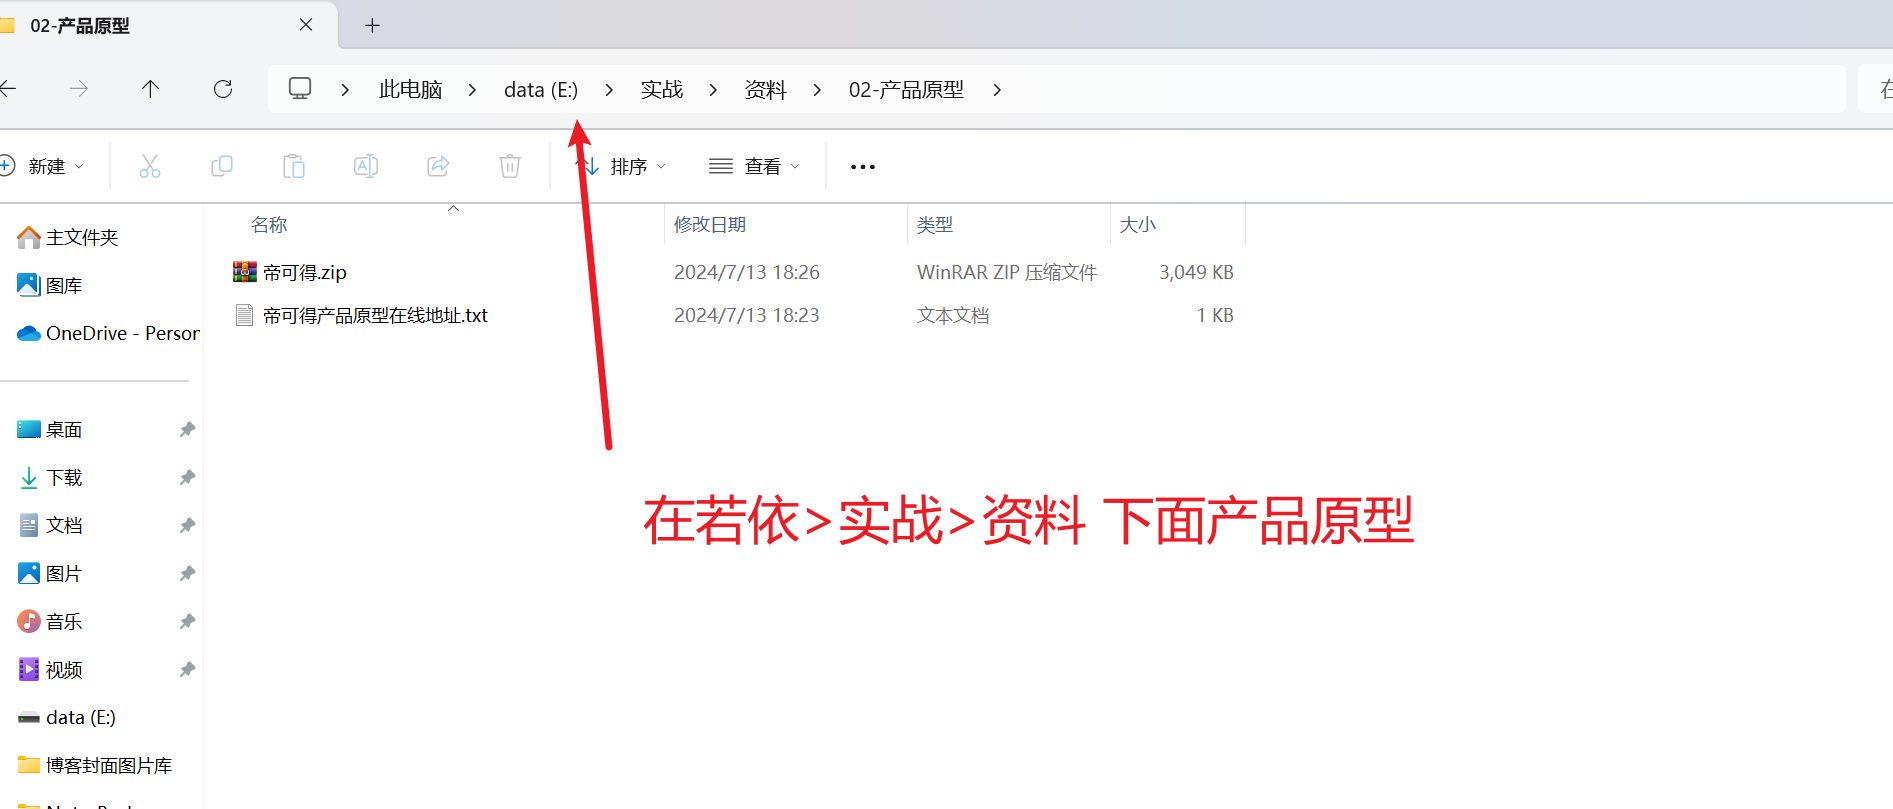 02-产品原型
此电脑 > data (E:) > 实战 > 资料 > 02-产品原型 >
新建 排序 查看
名称 修改日期 类型 大小
主文件夹
帝可得.zip 2024/7/13 18:26 WinRAR ZIP 压缩文件 3,049 KB
图库
帝可得产品原型在线地址.txt 2024/7/13 18:23 文本文档 1 KB
OneDrive - Person
桌面
下载
在若依>实战>资料 下面产品原型
文档
图片
音乐
视频
data (E:)
博客封面图片库